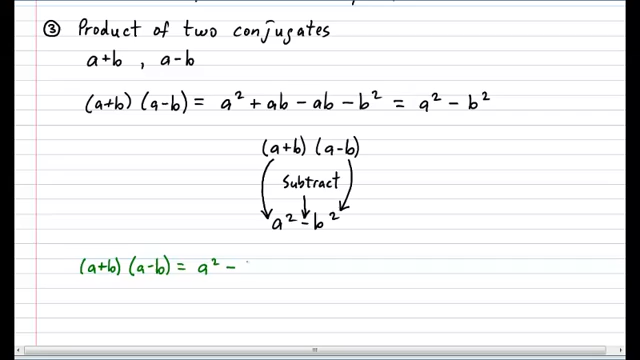 ③ Product of two conjugates
a+b , a-b
(a+b) (a-b) = a² + ab - ab - b² = a² - b²
(a+b) (a-b)
subtract
a² - b²
(a+b) (a-b) = a² -